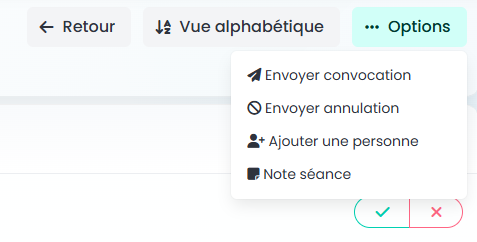 Retour Vue alphabétique Options
Envoyer convocation
Envoyer annulation
Ajouter une personne
Note séance